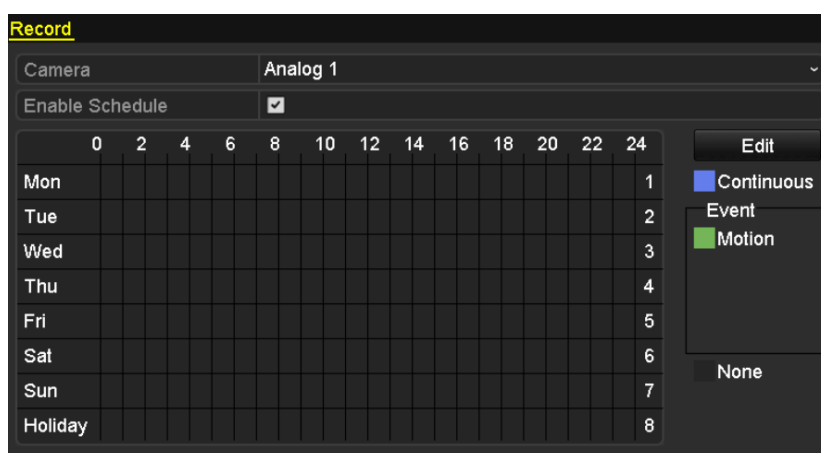 Record
Camera Analog 1
Enable Schedule
0 2 4 6 8 10 12 14 16 18 20 22 24 Edit
Mon 1 Continuous
Event
Tue 2
Motion
Wed 3
Thu 4
Fri 5
Sat 6
None
Sun 7
Holiday 8